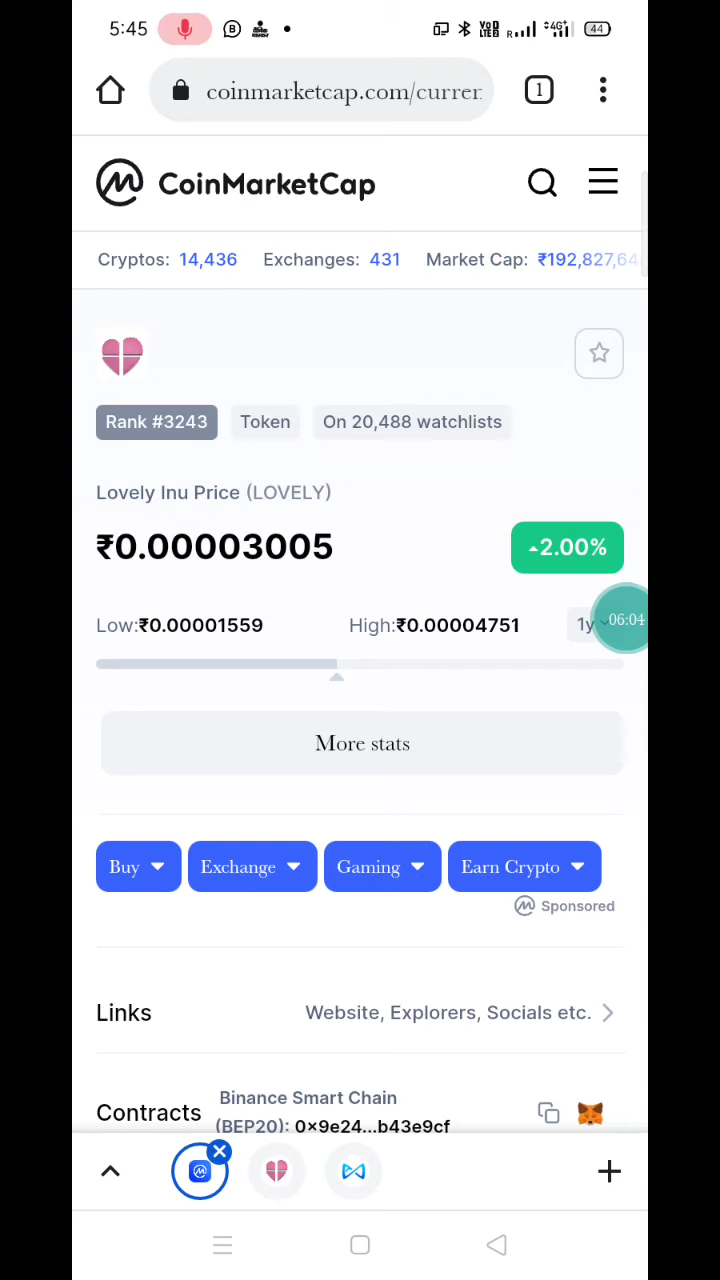 5:45 B R 4G+ 44
coinmarketcap.com/curren 1
CoinMarketCap
Cryptos: 14,436 Exchanges: 431 Market Cap: ₹192,827,64
Rank #3243 Token On 20,488 watchlists
Lovely Inu Price (LOVELY)
₹0.00003005 2.00%
Low:₹0.00001559 High:₹0.00004751 1y 06:04
More stats
Buy Exchange Gaming Earn Crypto
Sponsored
Links Website, Explorers, Socials etc.
Binance Smart Chain
Contracts (BEP20): 0x9e24...b43e9cf